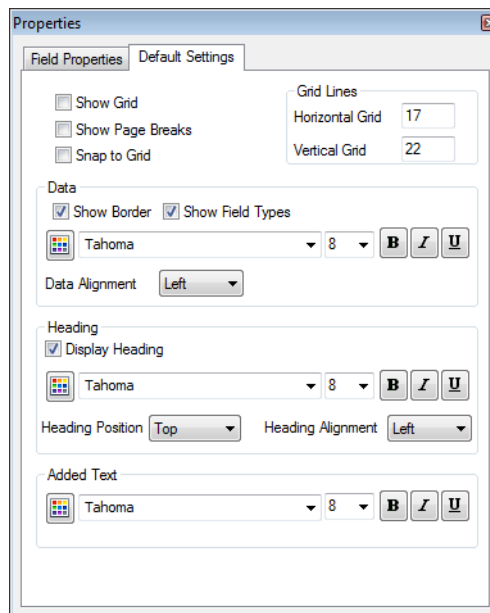 Properties
Field Properties Default Settings
Show Grid
Show Page Breaks
Snap to Grid
Grid Lines
Horizontal Grid 17
Vertical Grid 22
Data
Show Border Show Field Types
Tahoma 8 B I U
Data Alignment Left
Heading
Display Heading
Tahoma 8 B I U
Heading Position Top Heading Alignment Left
Added Text
Tahoma 8 B I U